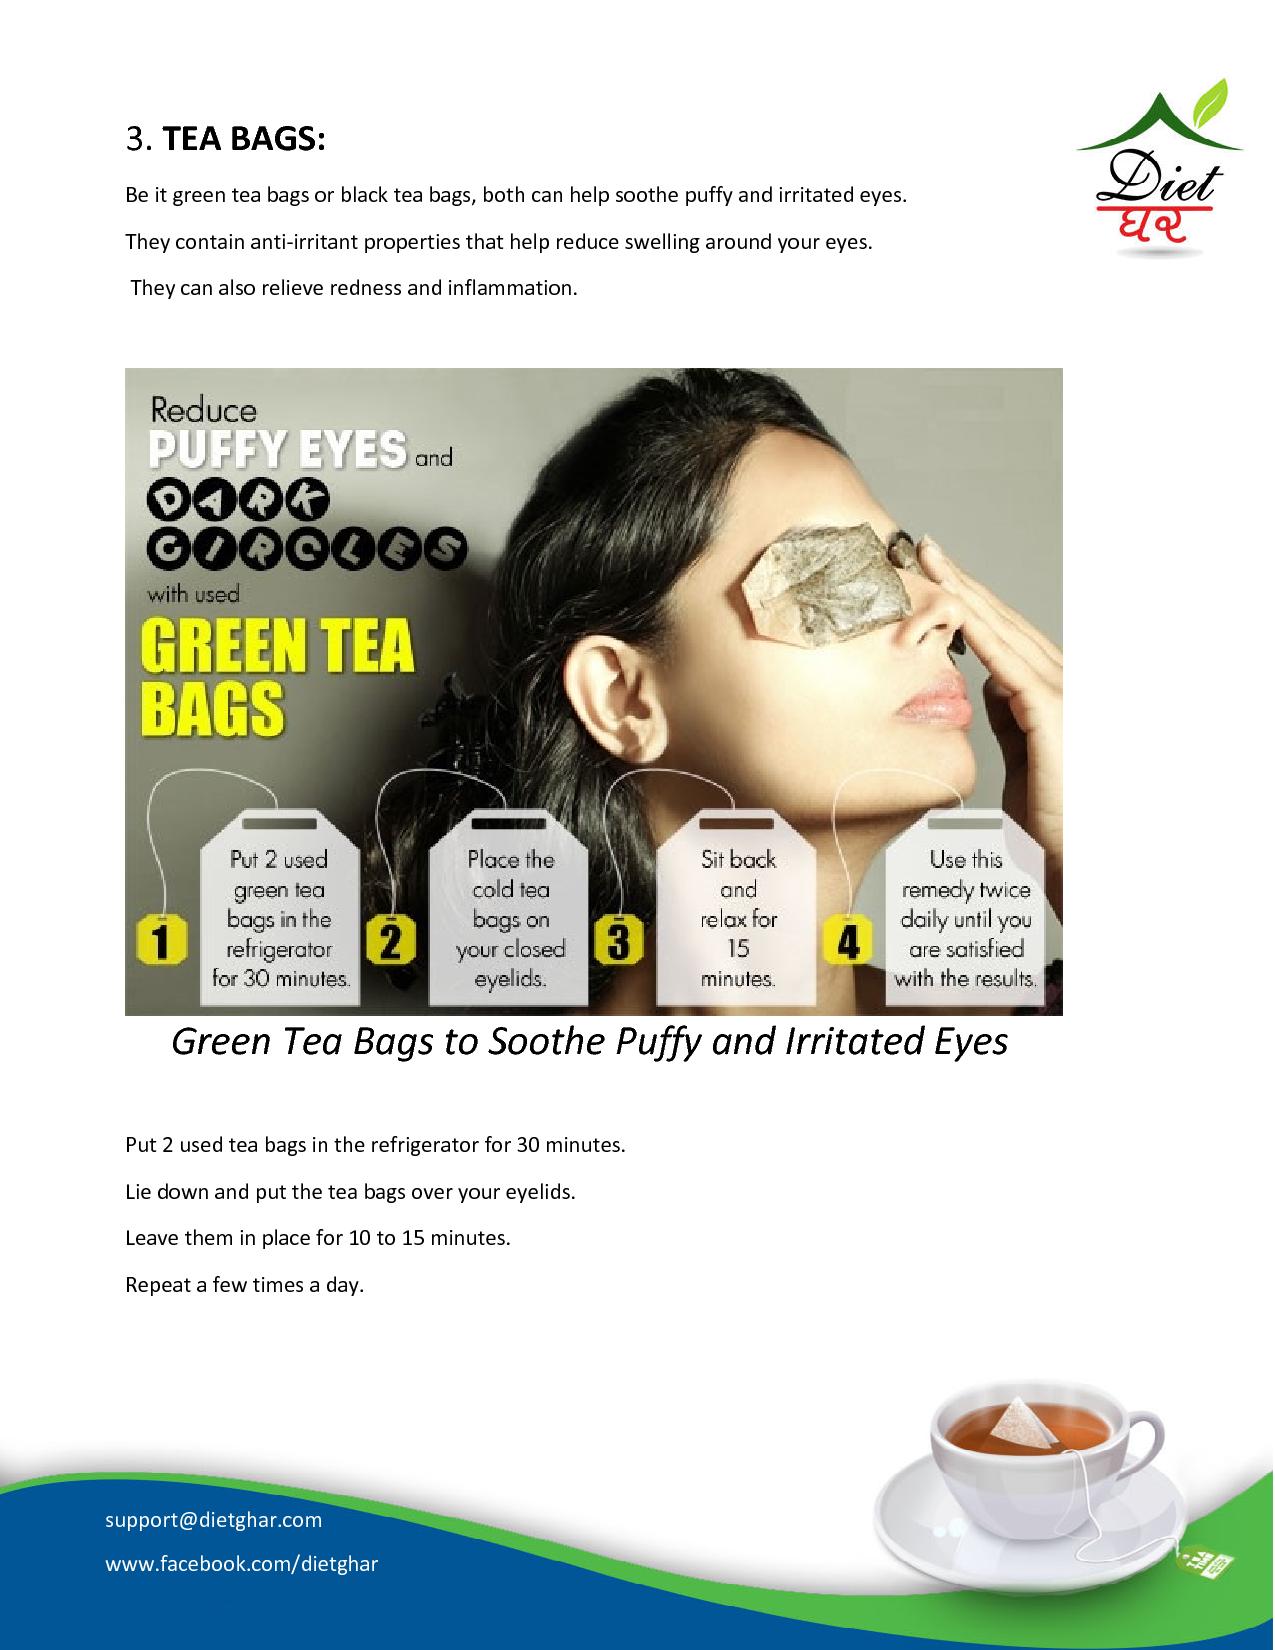 3. TEA BAGS:
Diet
ઘર
Be it green tea bags or black tea bags, both can help soothe puffy and irritated eyes.
They contain anti-irritant properties that help reduce swelling around your eyes.
They can also relieve redness and inflammation.
Reduce
PUFFY EYES and
DARK
CIRCLES
with used
GREEN TEA
BAGS
1
Put 2 used
green tea
bags in the
refrigerator
for 30 minutes.
2
Place the
cold tea
bags on
your closed
eyelids.
3
Sit back
and
relax for
15
minutes.
4
Use this
remedy twice
daily until you
are satisfied
with the results.
Green Tea Bags to Soothe Puffy and Irritated Eyes
Put 2 used tea bags in the refrigerator for 30 minutes.
Lie down and put the tea bags over your eyelids.
Leave them in place for 10 to 15 minutes.
Repeat a few times a day.
support@dietghar.com
www.facebook.com/dietghar